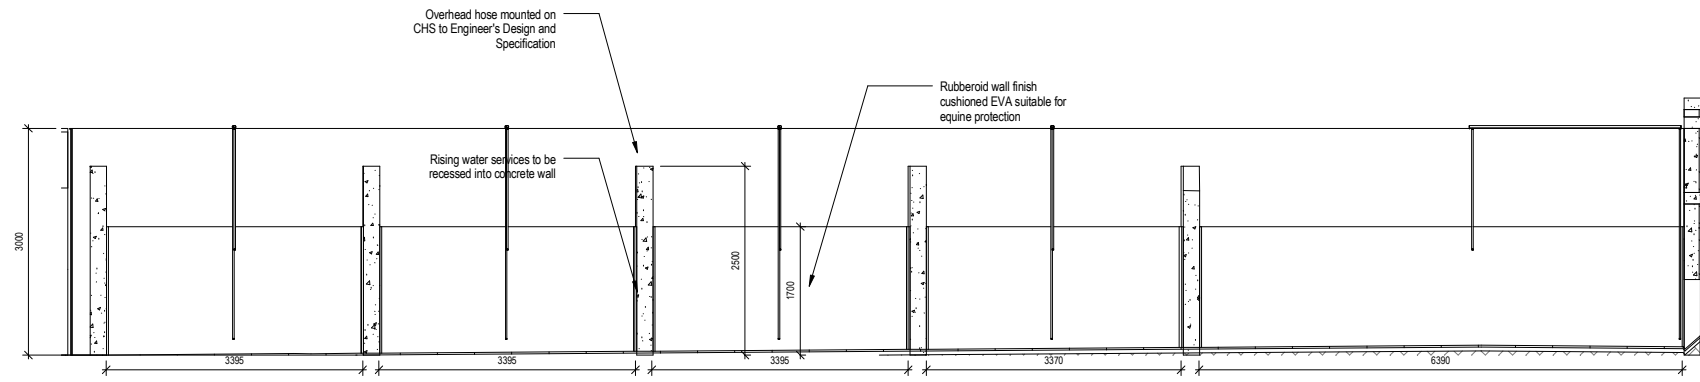 Overhead hose mounted on
CHS to Engineer's Design and
Specification
Rubberoid wall finish
cushioned EVA suitable for
equine protection
Rising water services to be
recessed into concrete wall
3000
2500
1700
3395
3395
3395
3370
6390